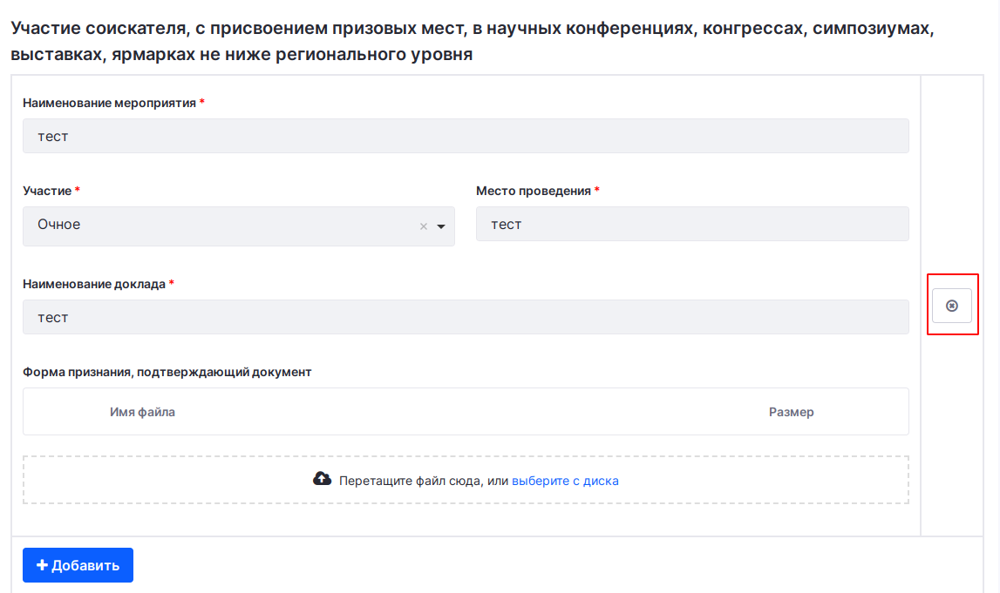 Участие соискателя, с присвоением призовых мест, в научных конференциях, конгрессах, симпозиумах,
выставках, ярмарках не ниже регионального уровня
Наименование мероприятия *
тест
Участие * Место проведения *
Очное × тест
Наименование доклада *
тест
Форма признания, подтверждающий документ
Имя файла Размер
Перетащите файл сюда, или выберите с диска
+ Добавить